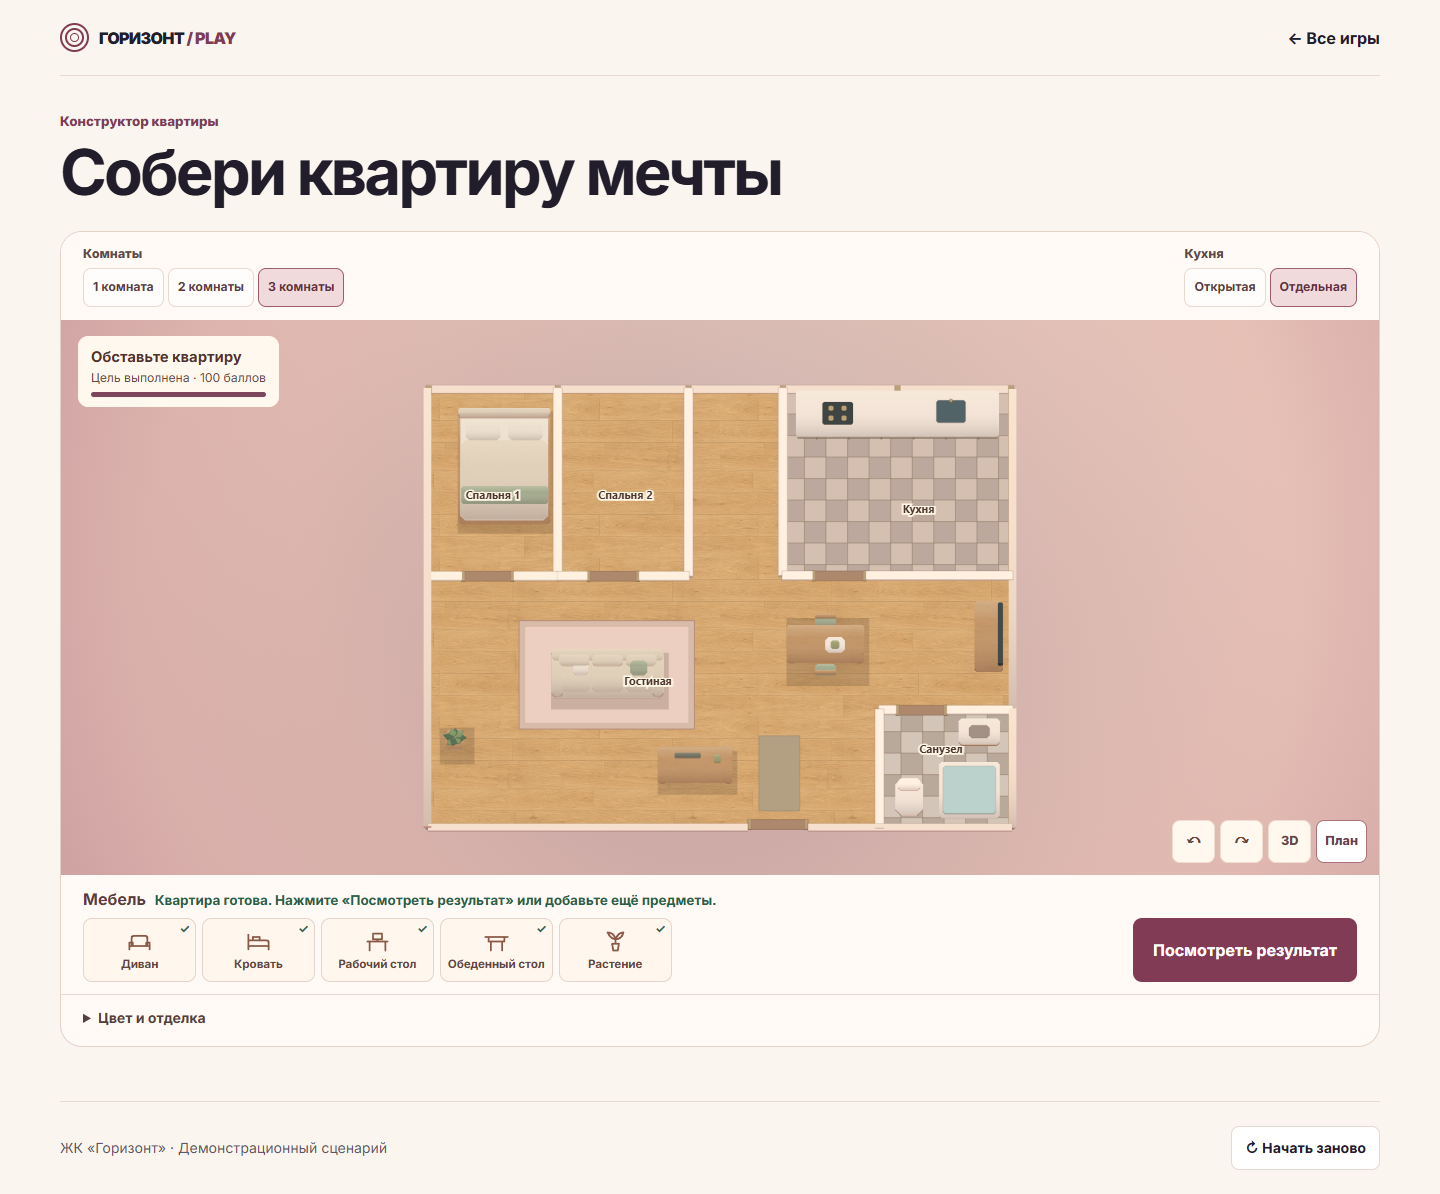 ГОРИЗОНТ / PLAY
← Все игры
Конструктор квартиры
Собери квартиру мечты
Комнаты
Кухня
1 комната
2 комнаты
3 комнаты
Открытая
Отдельная
Обставьте квартиру
Цель выполнена · 100 баллов
Спальня 1
Спальня 2
Кухня
Гостиная
Санузел
3D
План
Мебель
Квартира готова. Нажмите «Посмотреть результат» или добавьте ещё предметы.
Диван
Кровать
Рабочий стол
Обеденный стол
Растение
Посмотреть результат
Цвет и отделка
ЖК «Горизонт» · Демонстрационный сценарий
Начать заново